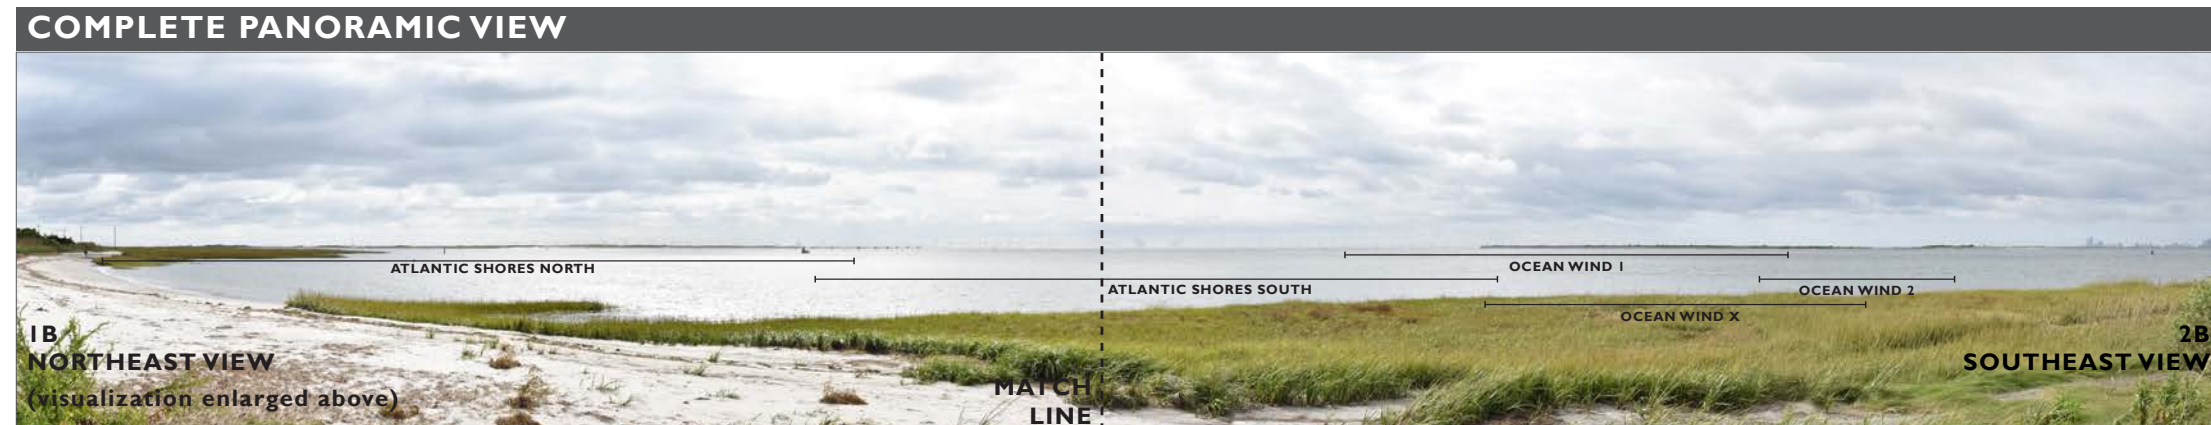 COMPLETE PANORAMIC VIEW
ATLANTIC SHORES NORTH
ATLANTIC SHORES SOUTH
OCEAN WIND 1
OCEAN WIND 2
OCEAN WIND X
1B
NORTHEAST VIEW
(visualization enlarged above)
MATCH
LINE
2B
SOUTHEAST VIEW